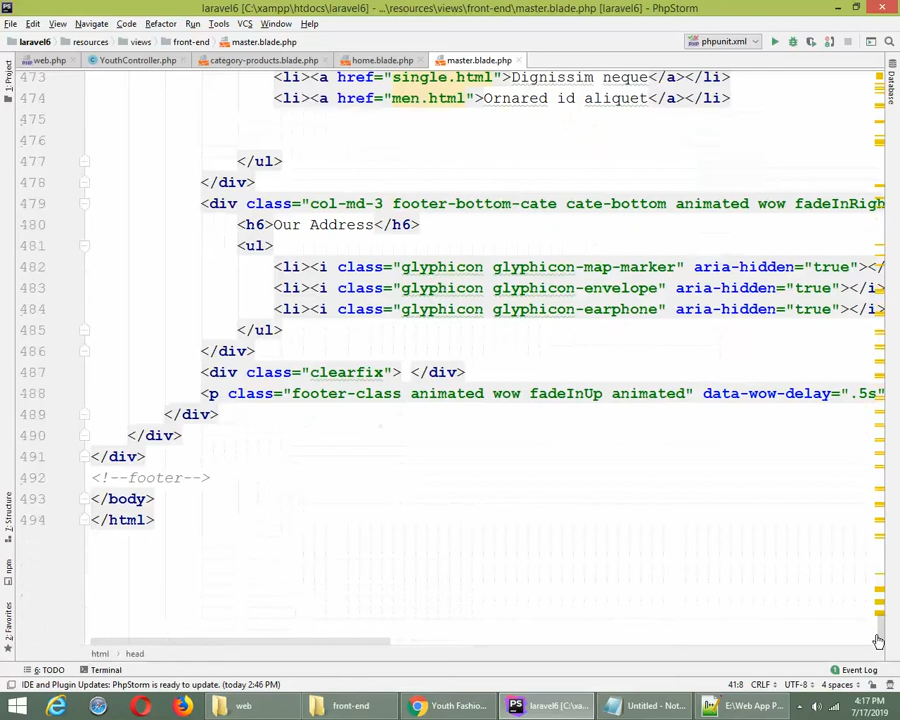 laravel6 [C:\xampp\htdocs\laravel6] - ...\resources\views\front-end\master.blade.php [laravel6] - PhpStorm
File Edit View Navigate Code Refactor Run Tools VCS Window Help
laravel6 resources views front-end master.blade.php phpunit.xml
web.php YouthController.php category-products.blade.php home.blade.php master.blade.php
1: Project
Database
473 <li><a href="single.html">Dignissim neque</a></li>
474 <li><a href="men.html">Ornared id aliquet</a></li>
475
476
477 </ul>
478 </div>
479 <div class="col-md-3 footer-bottom-cate cate-bottom animated wow fadeInRigh
480 <h6>Our Address</h6>
481 <ul>
482 <li><i class="glyphicon glyphicon-map-marker" aria-hidden="true"></
483 <li><i class="glyphicon glyphicon-envelope" aria-hidden="true"></i>
484 <li><i class="glyphicon glyphicon-earphone" aria-hidden="true"></i>
485 </ul>
486 </div>
487 <div class="clearfix"> </div>
488 <p class="footer-class animated wow fadeInUp animated" data-wow-delay=".5s"
489 </div>
490 </div>
491 </div>
492 <!--footer-->
493 </body>
494 </html>
7: Structure
npm
2: Favorites
html head
6: TODO Terminal Event Log
IDE and Plugin Updates: PhpStorm is ready to update. (today 2:46 PM) 41:8 CRLF UTF-8 4 spaces
web front-end Youth Fashio... laravel6 [C:\xa... Untitled - Not... E:\Web App P... 4:17 PM
7/17/2019